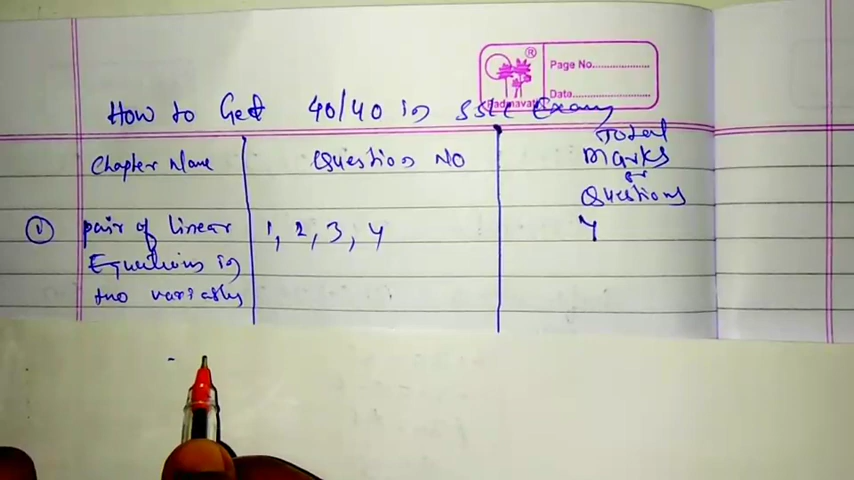 ® 
Page No.....................
Padmavati
Date............................
How to Get 40/40 in SSLC Exam
Chapter Name
Question No
Total
Marks
or
Questions
① pair of linear
Equations in
two variables
1, 2, 3, 4
4